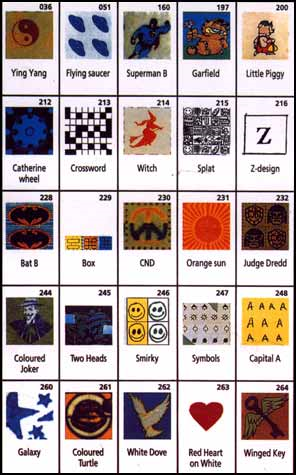 036 051 160 197 200
Ying Yang Flying saucer Superman B Garfield Little Piggy
212 213 214 215 216
Z
Catherine wheel Crossword Witch Splat Z-design
228 229 230 231 232
Bat B Box CND Orange sun Judge Dredd
244 245 246 247 248
A A A A
A A A
Coloured Joker Two Heads Smirky Symbols Capital A
260 261 262 263 264
Galaxy Coloured Turtle White Dove Red Heart on White Winged Key